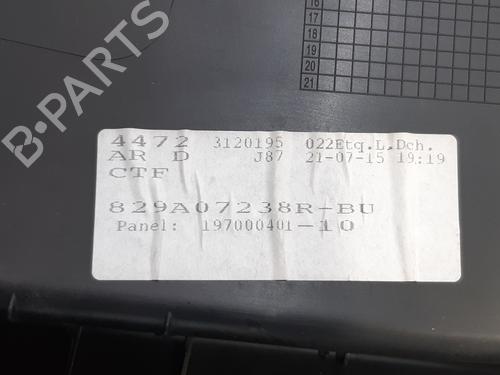 B-PARTS
16
17
18
19
20
21
4472 3120195 022Etq.L.Dch.
AR D J87 21-07-15 19:19
CTF
829A07238R-BU
Panel: 197000401-10